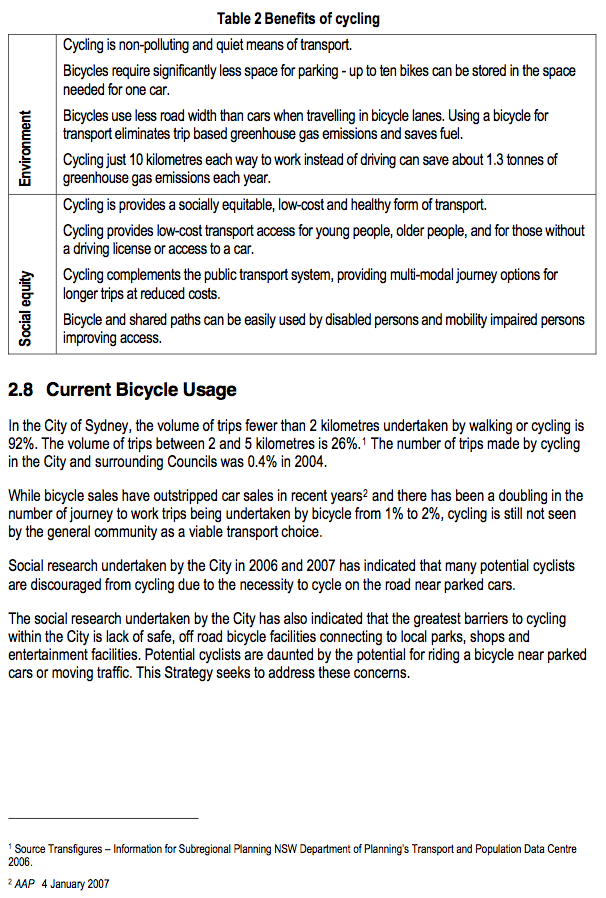 Table 2 Benefits of cycling
Environment
Cycling is non-polluting and quiet means of transport.
Bicycles require significantly less space for parking - up to ten bikes can be stored in the space
needed for one car.
Bicycles use less road width than cars when travelling in bicycle lanes. Using a bicycle for
transport eliminates trip based greenhouse gas emissions and saves fuel.
Cycling just 10 kilometres each way to work instead of driving can save about 1.3 tonnes of
greenhouse gas emissions each year.
Social equity
Cycling is provides a socially equitable, low-cost and healthy form of transport.
Cycling provides low-cost transport access for young people, older people, and for those without
a driving license or access to a car.
Cycling complements the public transport system, providing multi-modal journey options for
longer trips at reduced costs.
Bicycle and shared paths can be easily used by disabled persons and mobility impaired persons
improving access.
2.8 Current Bicycle Usage
In the City of Sydney, the volume of trips fewer than 2 kilometres undertaken by walking or cycling is
92%. The volume of trips between 2 and 5 kilometres is 26%.¹ The number of trips made by cycling
in the City and surrounding Councils was 0.4% in 2004.
While bicycle sales have outstripped car sales in recent years² and there has been a doubling in the
number of journey to work trips being undertaken by bicycle from 1% to 2%, cycling is still not seen
by the general community as a viable transport choice.
Social research undertaken by the City in 2006 and 2007 has indicated that many potential cyclists
are discouraged from cycling due to the necessity to cycle on the road near parked cars.
The social research undertaken by the City has also indicated that the greatest barriers to cycling
within the City is lack of safe, off road bicycle facilities connecting to local parks, shops and
entertainment facilities. Potential cyclists are daunted by the potential for riding a bicycle near parked
cars or moving traffic. This Strategy seeks to address these concerns.
¹ Source Transfigures – Information for Subregional Planning NSW Department of Planning's Transport and Population Data Centre
2006.
² AAP 4 January 2007